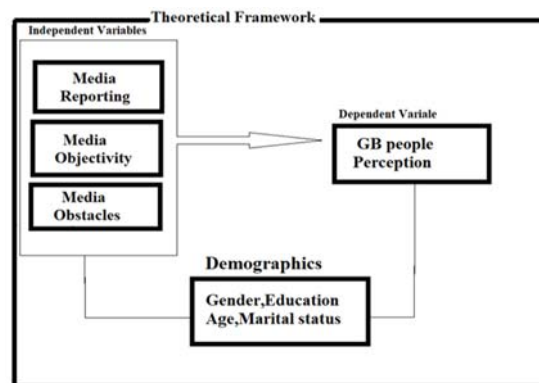 Theoretical Framework
Independent Variables
Media
Reporting
Media
Objectivity
Media
Obstacles
Dependent Variale
GB people
Perception
Demographics
Gender,Education
Age,Marital status